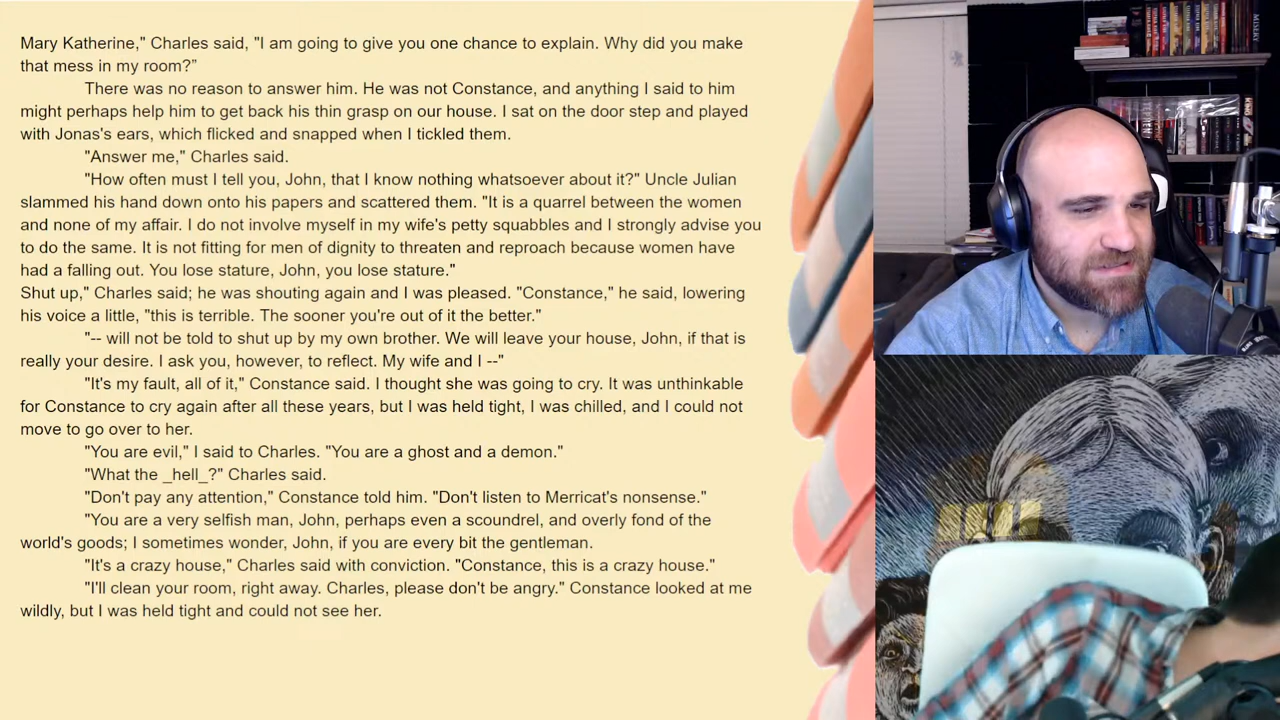 Mary Katherine," Charles said, "I am going to give you one chance to explain. Why did you make
that mess in my room?”
There was no reason to answer him. He was not Constance, and anything I said to him
might perhaps help him to get back his thin grasp on our house. I sat on the door step and played
with Jonas's ears, which flicked and snapped when I tickled them.
"Answer me," Charles said.
"How often must I tell you, John, that I know nothing whatsoever about it?" Uncle Julian
slammed his hand down onto his papers and scattered them. "It is a quarrel between the women
and none of my affair. I do not involve myself in my wife's petty squabbles and I strongly advise you
to do the same. It is not fitting for men of dignity to threaten and reproach because women have
had a falling out. You lose stature, John, you lose stature."
Shut up," Charles said; he was shouting again and I was pleased. "Constance," he said, lowering
his voice a little, "this is terrible. The sooner you're out of it the better."
"-- will not be told to shut up by my own brother. We will leave your house, John, if that is
really your desire. I ask you, however, to reflect. My wife and I --"
"It's my fault, all of it," Constance said. I thought she was going to cry. It was unthinkable
for Constance to cry again after all these years, but I was held tight, I was chilled, and I could not
move to go over to her.
"You are evil," I said to Charles. "You are a ghost and a demon."
"What the _hell_?" Charles said.
"Don't pay any attention," Constance told him. "Don't listen to Merricat's nonsense."
"You are a very selfish man, John, perhaps even a scoundrel, and overly fond of the
world's goods; I sometimes wonder, John, if you are every bit the gentleman.
"It's a crazy house," Charles said with conviction. "Constance, this is a crazy house."
"I'll clean your room, right away. Charles, please don't be angry." Constance looked at me
wildly, but I was held tight and could not see her.
MISERY